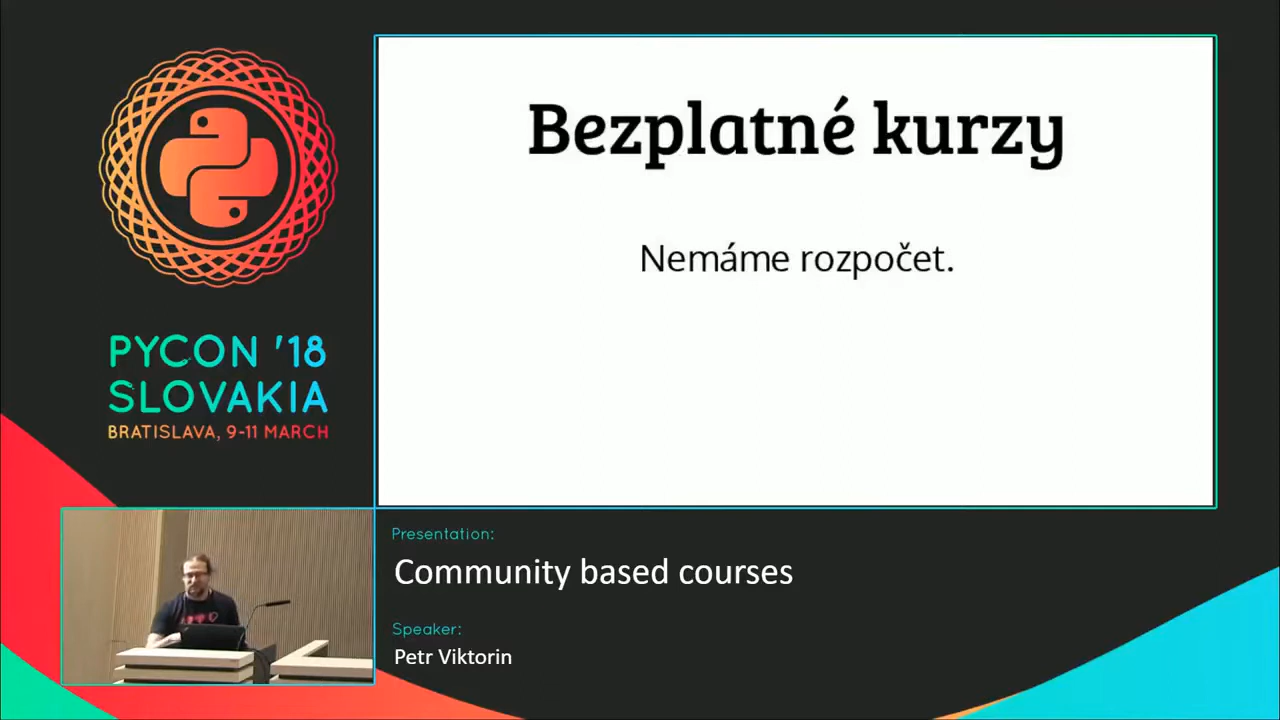 Bezplatné kurzy
Nemáme rozpočet.
PYCON '18
SLOVAKIA
BRATISLAVA, 9-11 MARCH
Presentation:
Community based courses
Speaker:
Petr Viktorin